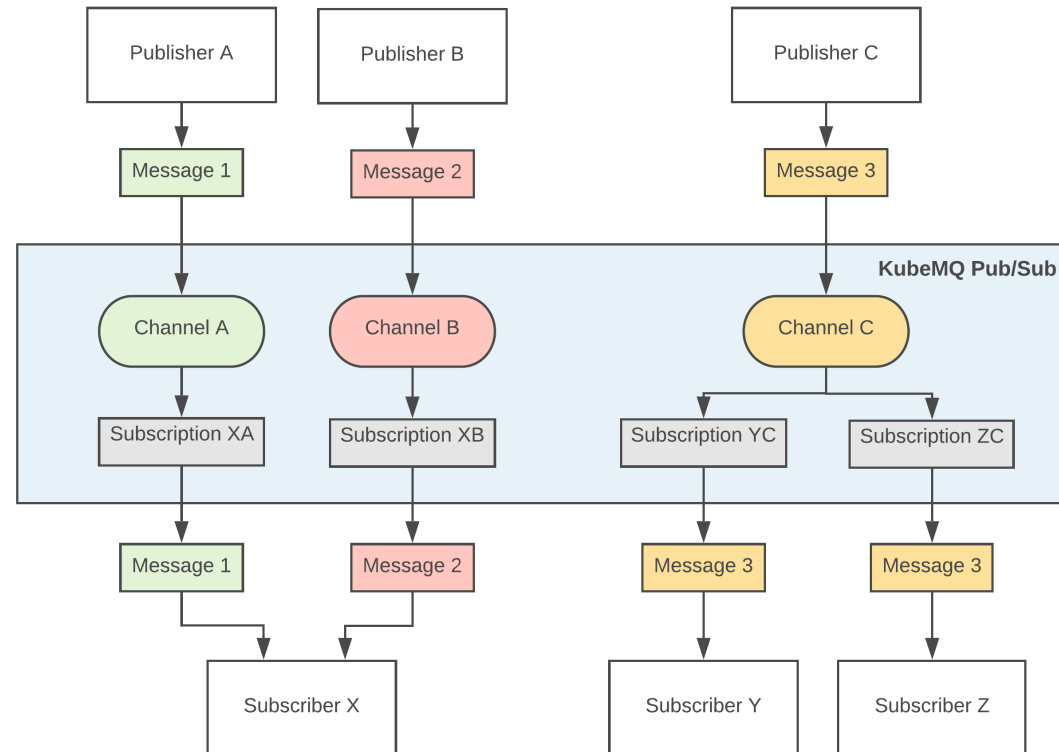 Publisher A
Publisher B
Publisher C
Message 1
Message 2
Message 3
KubeMQ Pub/Sub
Channel A
Channel B
Channel C
Subscription XA
Subscription XB
Subscription YC
Subscription ZC
Message 1
Message 2
Message 3
Message 3
Subscriber X
Subscriber Y
Subscriber Z